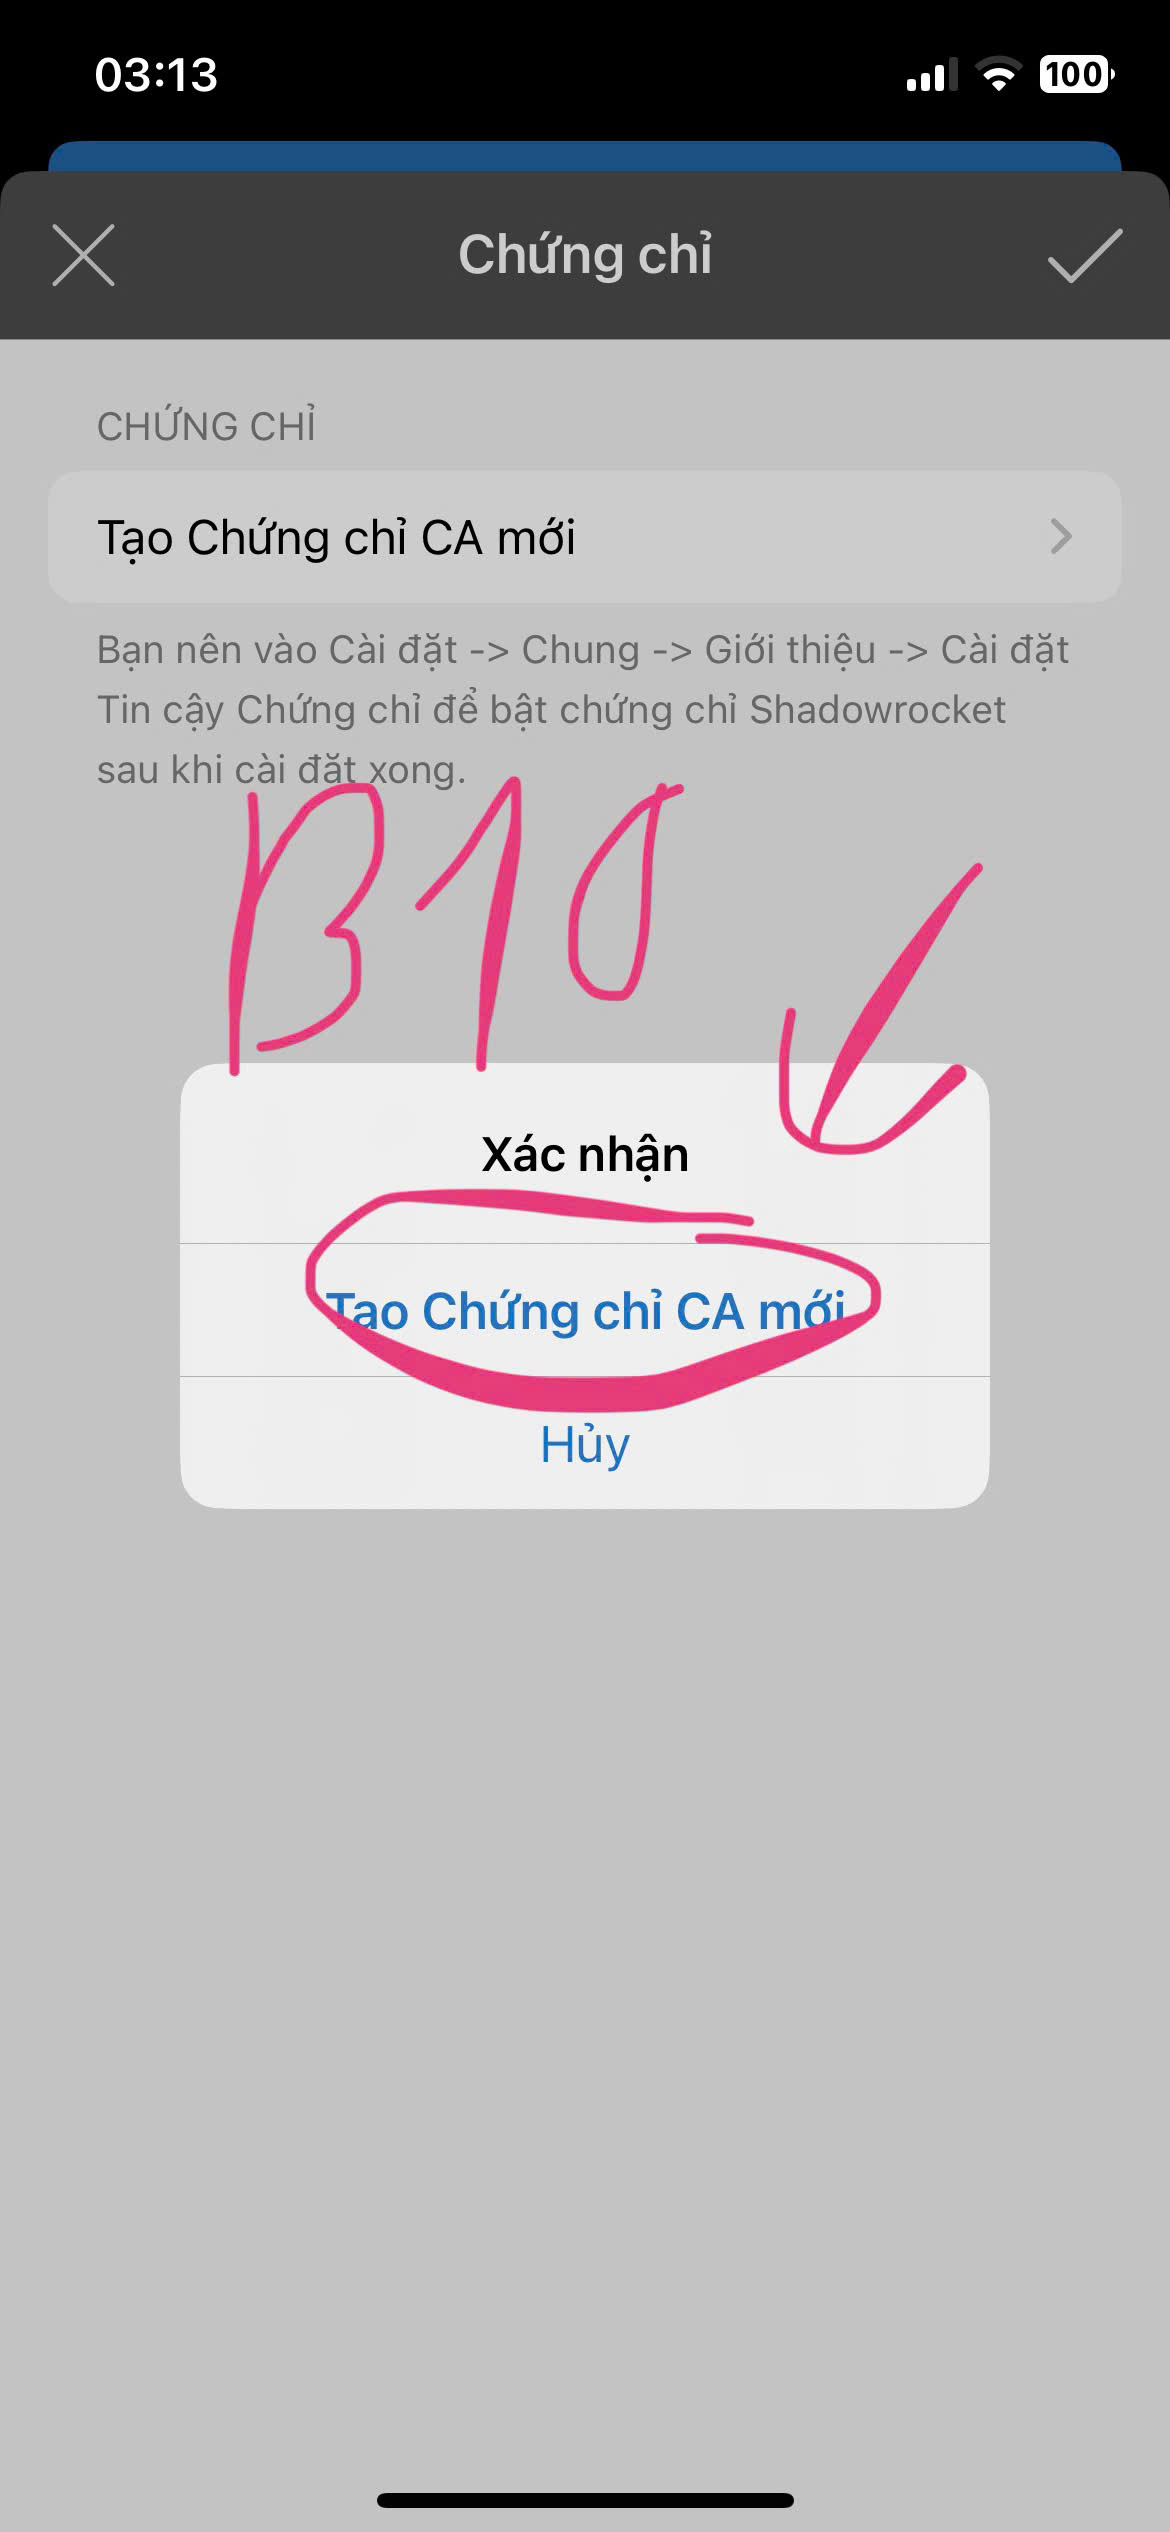 03:13
100
Chứng chỉ
CHỨNG CHỈ
Tạo Chứng chỉ CA mới
Bạn nên vào Cài đặt -> Chung -> Giới thiệu -> Cài đặt
Tin cậy Chứng chỉ để bật chứng chỉ Shadowrocket
sau khi cài đặt xong.
B10
Xác nhận
Tạo Chứng chỉ CA mới
Hủy